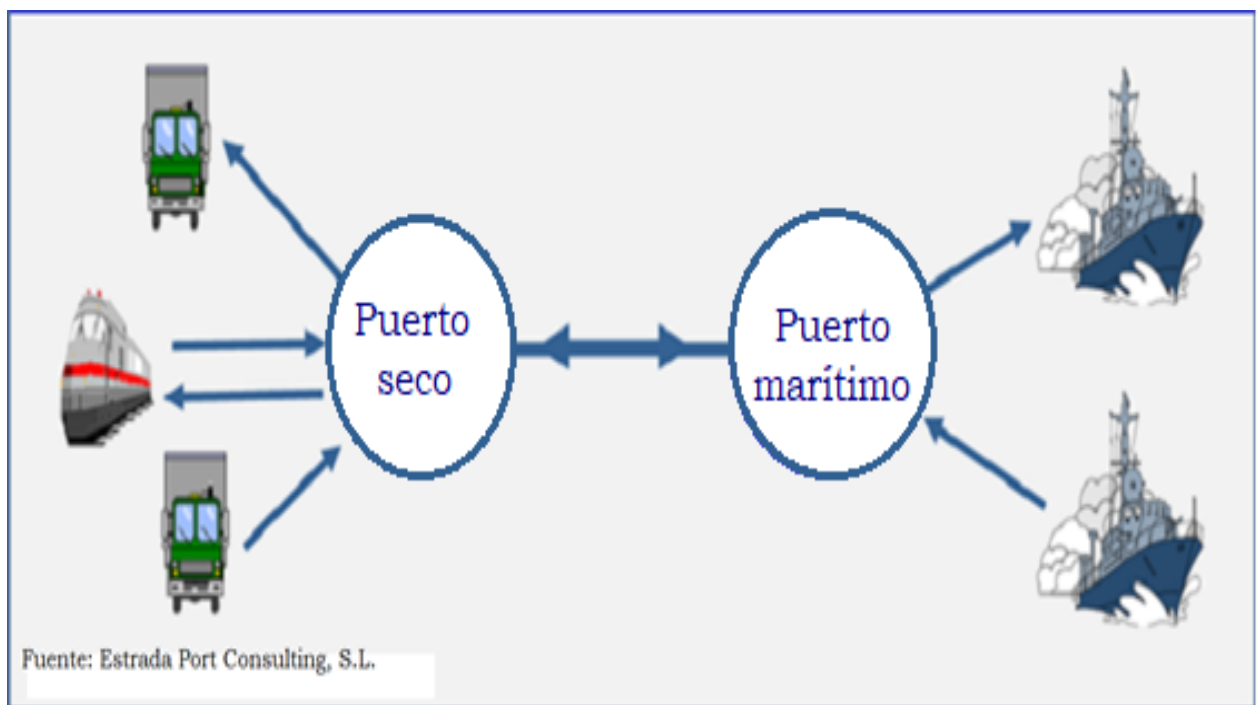 Puerto
seco
Puerto
marítimo
Fuente: Estrada Port Consulting, S.L.